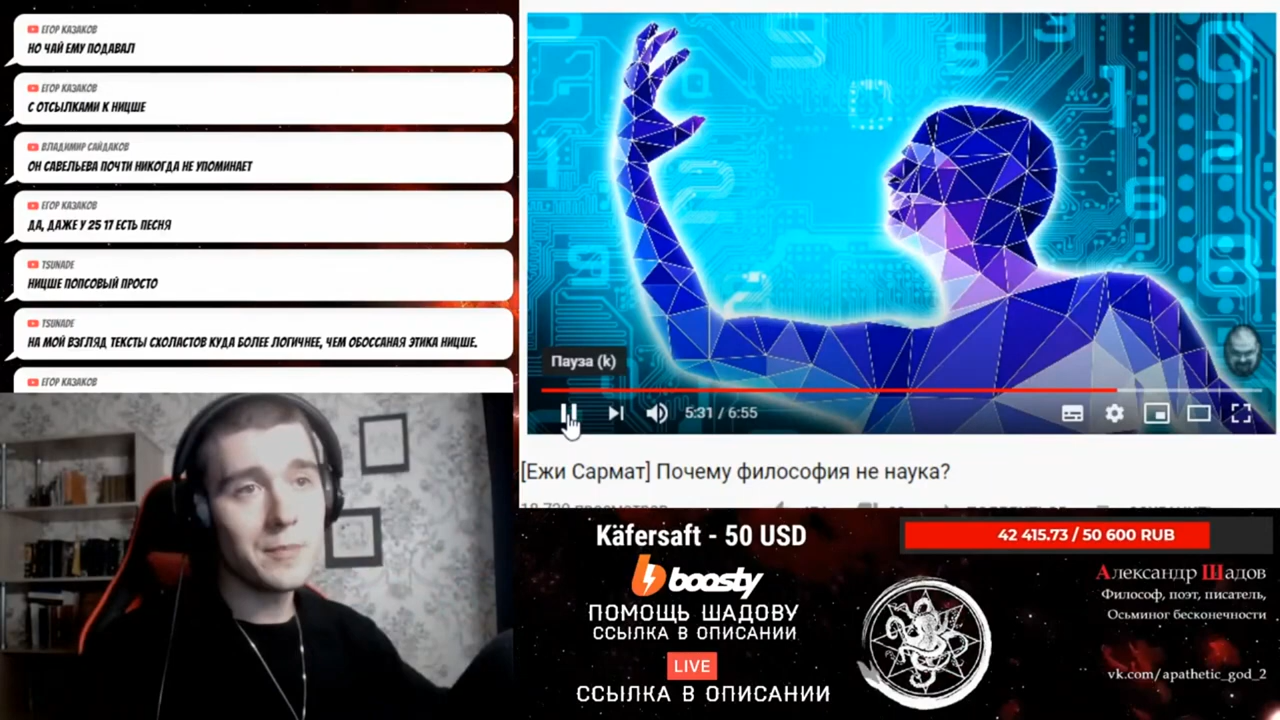 ЕГОР КАЗАКОВ
НО ЧАЙ ЕМУ ПОДАВАЛ
ЕГОР КАЗАКОВ
С ОТСЫЛКАМИ К НИЦШЕ
ВЛАДИМИР САЙДАКОВ
ОН САВЕЛЬЕВА ПОЧТИ НИКОГДА НЕ УПОМИНАЕТ
ЕГОР КАЗАКОВ
ДА, ДАЖЕ У 25 17 ЕСТЬ ПЕСНЯ
TSUNADE
НИЦШЕ ПОПСОВЫЙ ПРОСТО
TSUNADE
НА МОЙ ВЗГЛЯД ТЕКСТЫ СХОЛАСТОВ КУДА БОЛЕЕ ЛОГИЧНЕЕ, ЧЕМ ОБОССАНАЯ ЭТИКА НИЦШЕ.
ЕГОР КАЗАКОВ
Пауза (k)
5:31 / 6:55
[Ежи Сармат] Почему философия не наука?
Käfersaft - 50 USD
boosty
ПОМОЩЬ ШАДОВУ
ССЫЛКА В ОПИСАНИИ
LIVE
ССЫЛКА В ОПИСАНИИ
42 415.73 / 50 600 RUB
Александр Шадов
Философ, поэт, писатель,
Осьминог бесконечности
vk.com/apathetic_god_2